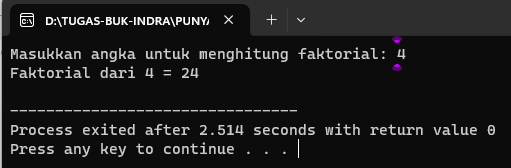 D:\TUGAS-BUK-INDRA\PUNYA
Masukkan angka untuk menghitung faktorial: 4
Faktorial dari 4 = 24
--------------------------------
Process exited after 2.514 seconds with return value 0
Press any key to continue . . .